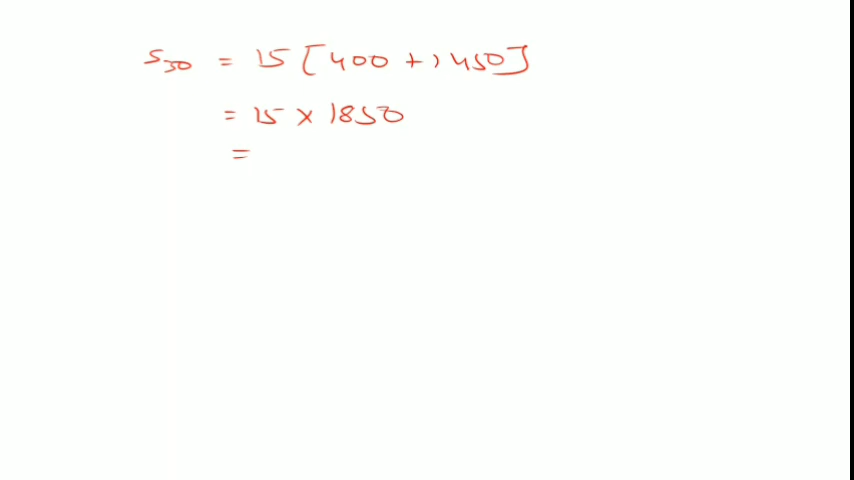 S30 = 15 [400 + 1450]
= 15 × 1850
=